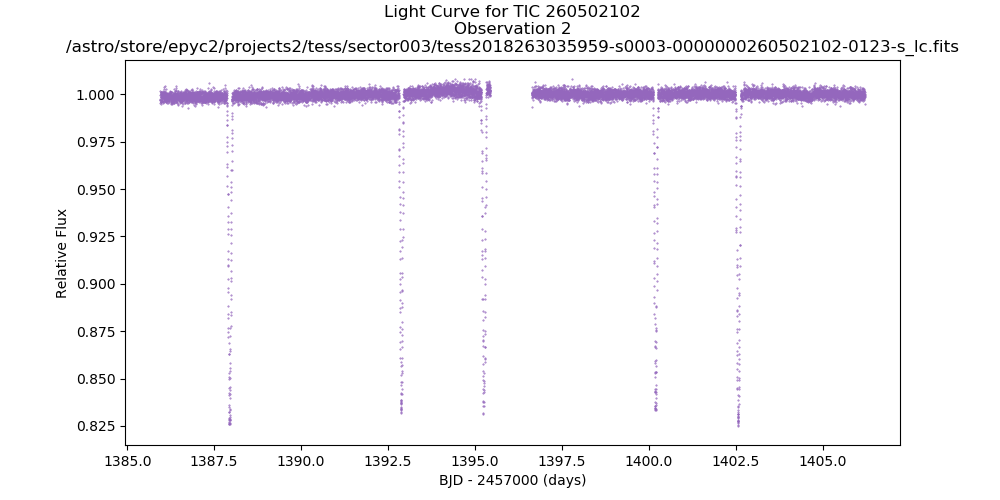 Light Curve for TIC 260502102
Observation 2
/astro/store/epyc2/projects2/tess/sector003/tess2018263035959-s0003-0000000260502102-0123-s_lc.fits
1.000
0.975
0.950
0.925
0.900
0.875
0.850
0.825
Relative Flux
1385.0 1387.5 1390.0 1392.5 1395.0 1397.5 1400.0 1402.5 1405.0
BJD - 2457000 (days)